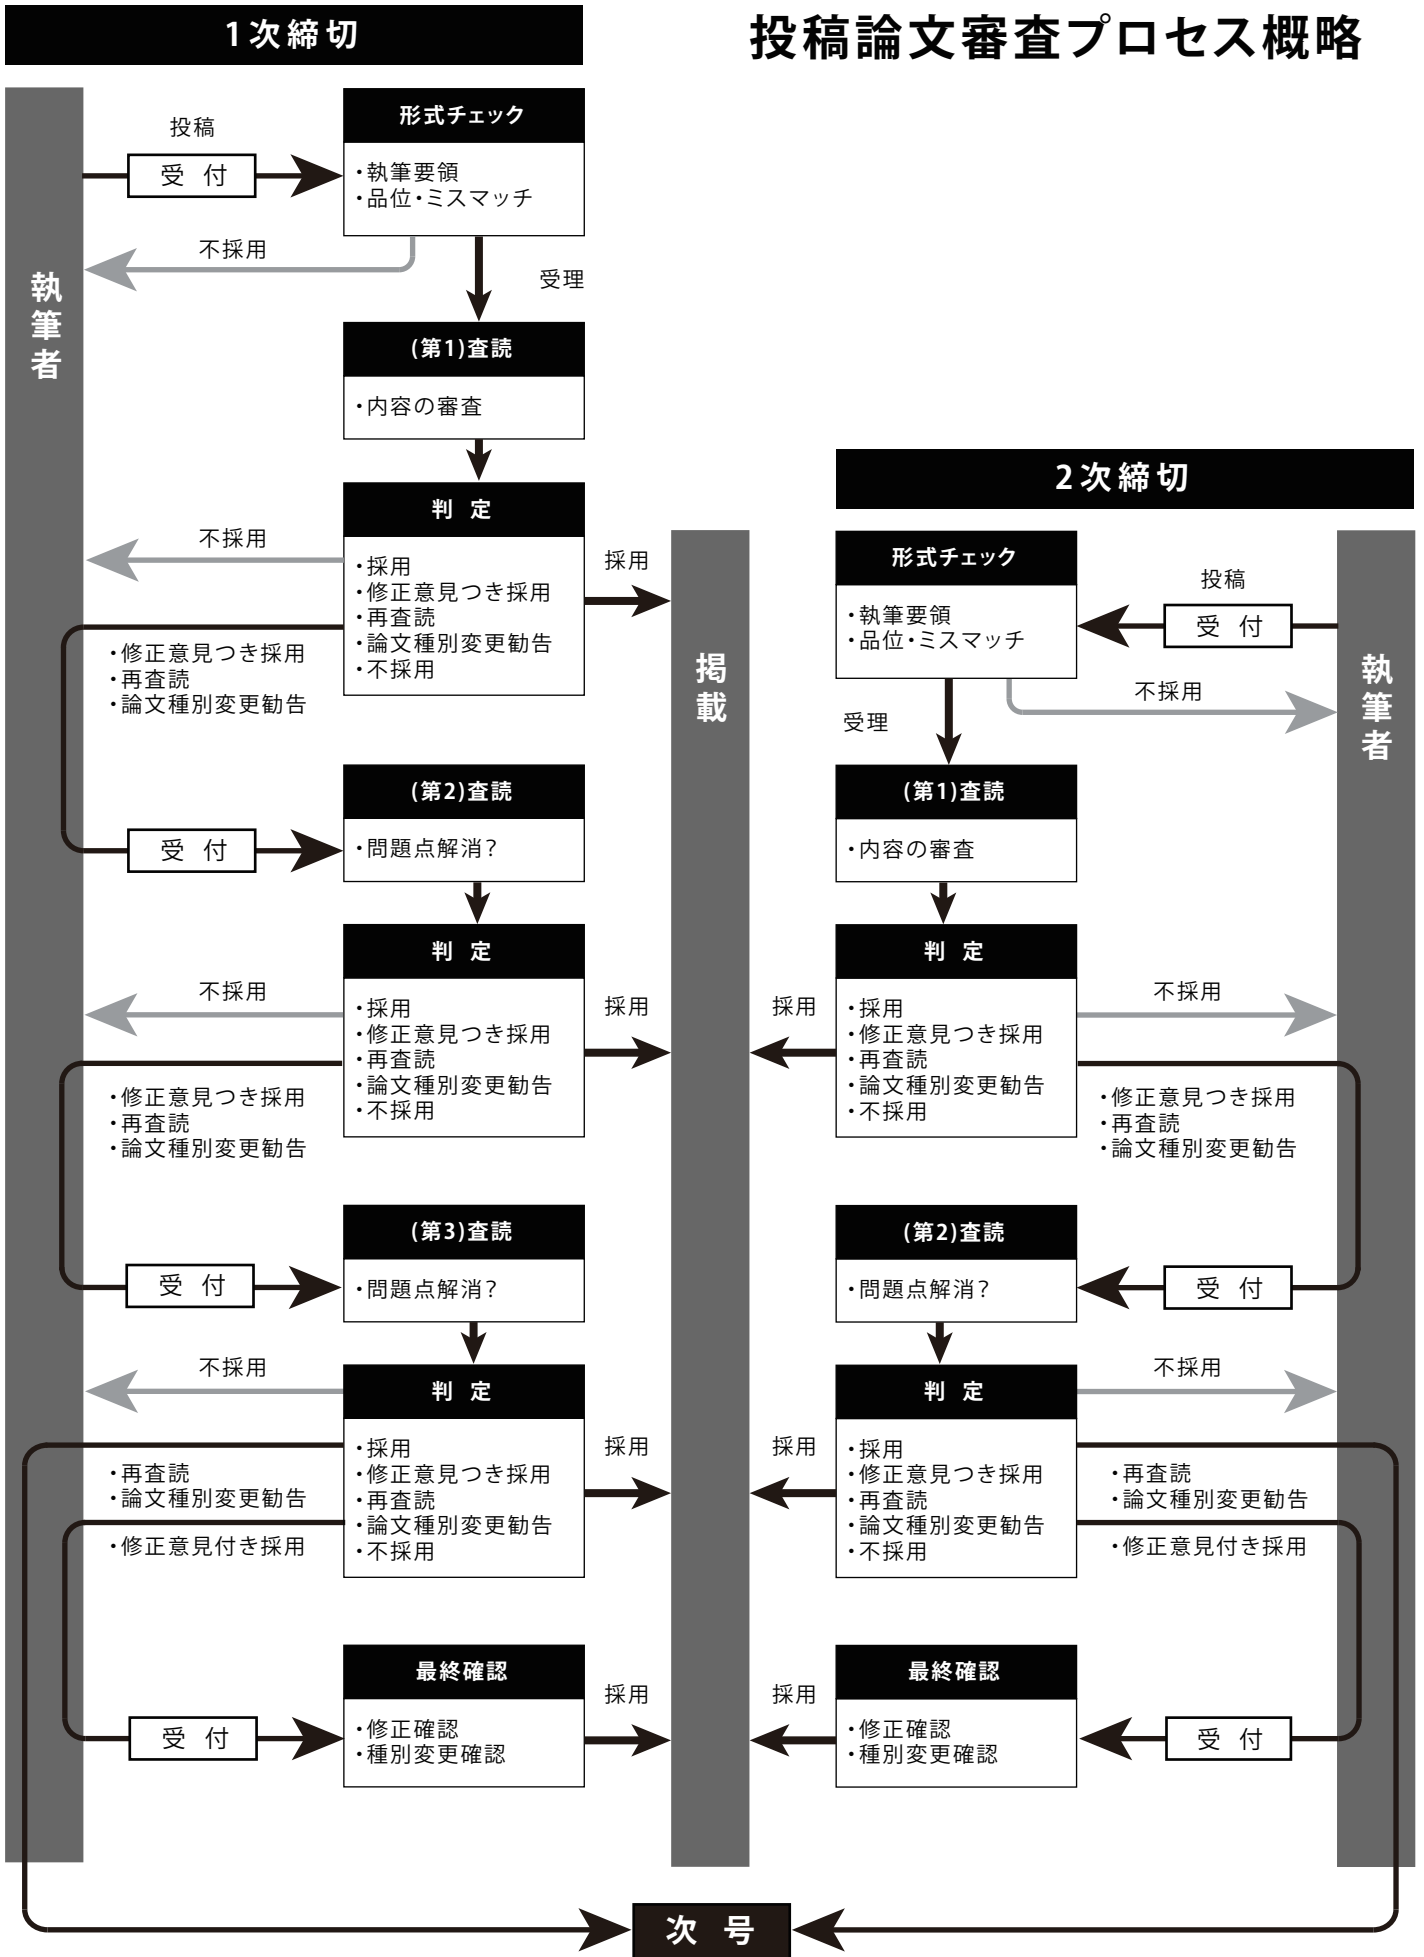 1次締切
投稿論文審査プロセス概略
執筆者
投稿
受 付
形式チェック
・執筆要領
・品位・ミスマッチ
不採用
受理
(第1)査読
・内容の審査
判 定
・採用
・修正意見つき採用
・再査読
・論文種別変更勧告
・不採用
不採用
採用
・修正意見つき採用
・再査読
・論文種別変更勧告
受 付
(第2)査読
・問題点解消?
判 定
・採用
・修正意見つき採用
・再査読
・論文種別変更勧告
・不採用
不採用
採用
・修正意見つき採用
・再査読
・論文種別変更勧告
受 付
(第3)査読
・問題点解消?
判 定
・採用
・修正意見つき採用
・再査読
・論文種別変更勧告
・不採用
不採用
採用
・再査読
・論文種別変更勧告
・修正意見付き採用
受 付
最終確認
・修正確認
・種別変更確認
採用
掲載
2次締切
執筆者
投稿
受 付
形式チェック
・執筆要領
・品位・ミスマッチ
不採用
受理
(第1)査読
・内容の審査
判 定
・採用
・修正意見つき採用
・再査読
・論文種別変更勧告
・不採用
採用
不採用
・修正意見つき採用
・再査読
・論文種別変更勧告
受 付
(第2)査読
・問題点解消?
判 定
・採用
・修正意見つき採用
・再査読
・論文種別変更勧告
・不採用
採用
不採用
・再査読
・論文種別変更勧告
・修正意見付き採用
受 付
最終確認
・修正確認
・種別変更確認
採用
次 号